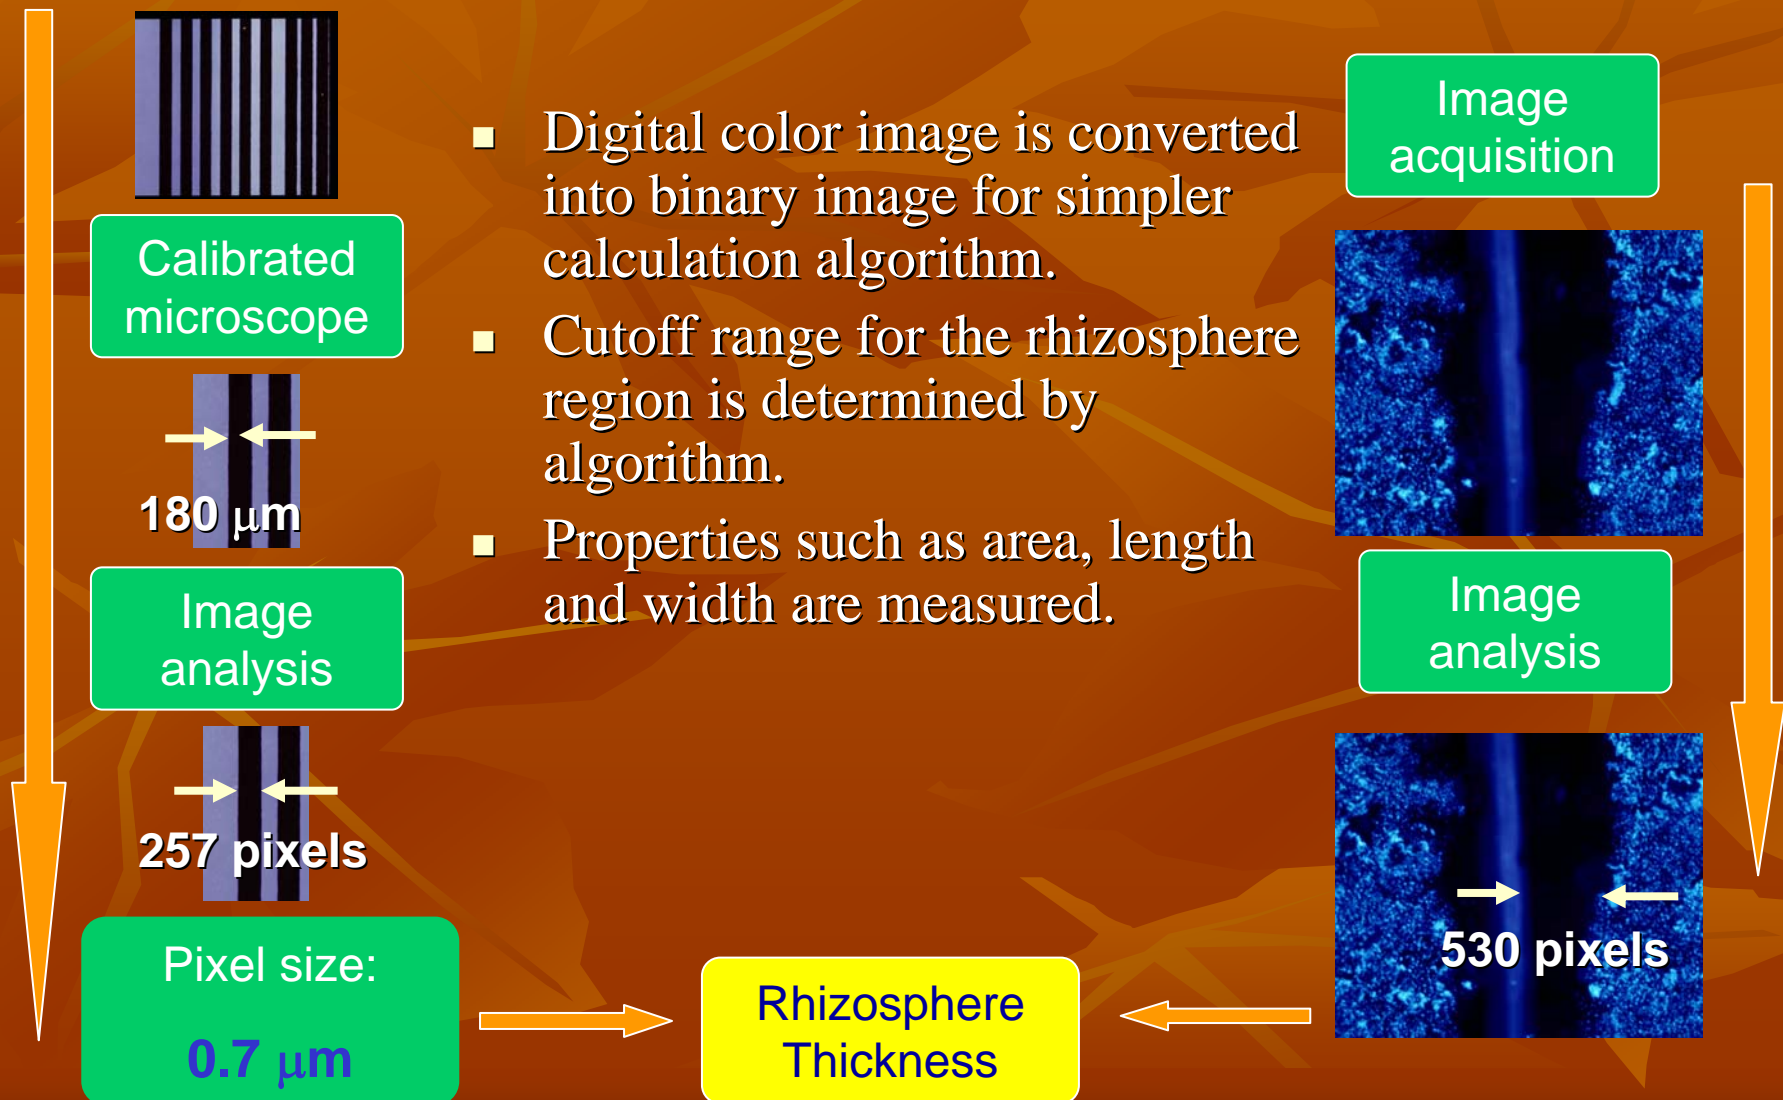 Calibrated
microscope
180 μm
Image
analysis
257 pixels
Pixel size:
0.7 μm
■ Digital color image is converted
into binary image for simpler
calculation algorithm.
■ Cutoff range for the rhizosphere
region is determined by
algorithm.
■ Properties such as area, length
and width are measured.
Image
acquisition
Image
analysis
530 pixels
Rhizosphere
Thickness